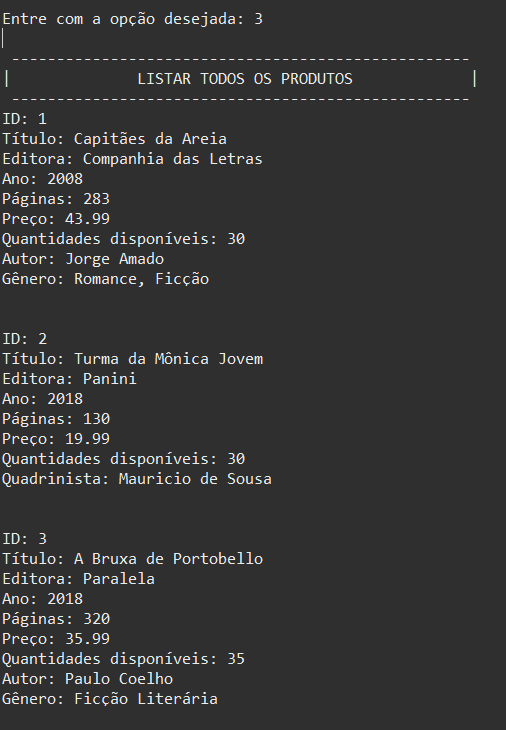 Entre com a opção desejada: 3
---------------------------------------------------
| LISTAR TODOS OS PRODUTOS |
---------------------------------------------------
ID: 1
Título: Capitães da Areia
Editora: Companhia das Letras
Ano: 2008
Páginas: 283
Preço: 43.99
Quantidades disponíveis: 30
Autor: Jorge Amado
Gênero: Romance, Ficção
ID: 2
Título: Turma da Mônica Jovem
Editora: Panini
Ano: 2018
Páginas: 130
Preço: 19.99
Quantidades disponíveis: 30
Quadrinista: Mauricio de Sousa
ID: 3
Título: A Bruxa de Portobello
Editora: Paralela
Ano: 2018
Páginas: 320
Preço: 35.99
Quantidades disponíveis: 35
Autor: Paulo Coelho
Gênero: Ficção Literária